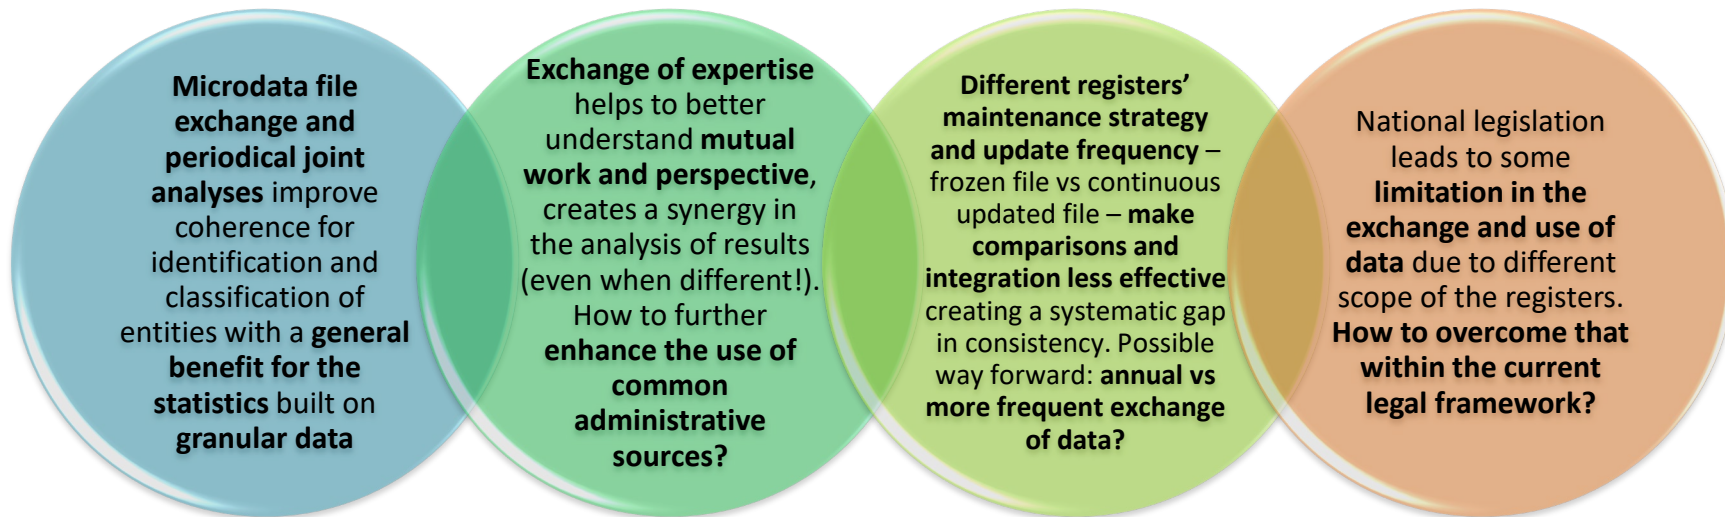 Microdata file
exchange and
periodical joint
analyses improve
coherence for
identification and
classification of
entities with a general
benefit for the
statistics built on
granular data
Exchange of expertise
helps to better
understand mutual
work and perspective,
creates a synergy in
the analysis of results
(even when different!).
How to further
enhance the use of
common
administrative
sources?
Different registers’
maintenance strategy
and update frequency –
frozen file vs continuous
updated file – make
comparisons and
integration less effective
creating a systematic gap
in consistency. Possible
way forward: annual vs
more frequent exchange
of data?
National legislation
leads to some
limitation in the
exchange and use of
data due to different
scope of the registers.
How to overcome that
within the current
legal framework?